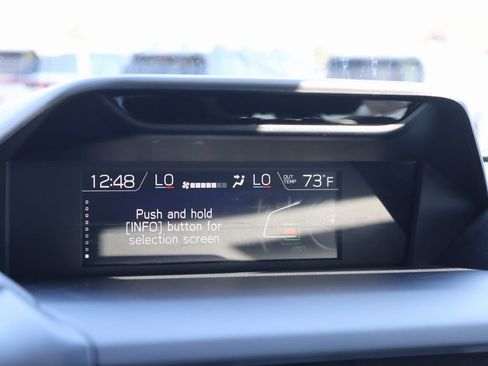 12:48 LO LO OUT TEMP 73°F
Push and hold
[INFO] button for
selection screen